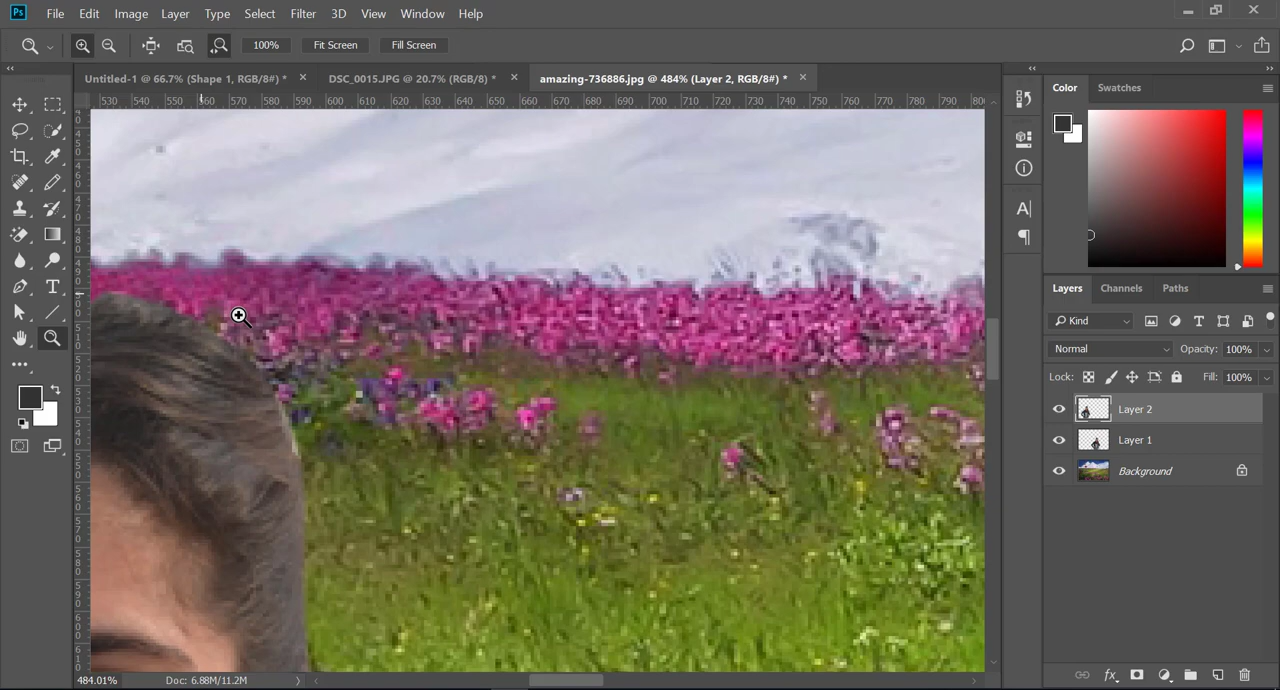 Ps File Edit Image Layer Type Select Filter 3D View Window Help
100% Fit Screen Fill Screen
Untitled-1 @ 66.7% (Shape 1, RGB/8#) * DSC_0015.JPG @ 20.7% (RGB/8) * amazing-736886.jpg @ 484% (Layer 2, RGB/8#) *
530 540 550 560 570 580 590 600 610 620 630 640 650 660 670 680 690 700 710 720 730 740 750 760 770 780 790
Color Swatches
Layers Channels Paths
Kind
Normal Opacity: 100%
Lock: Fill: 100%
Layer 2
Layer 1
Background
484.01% Doc: 6.88M/11.2M